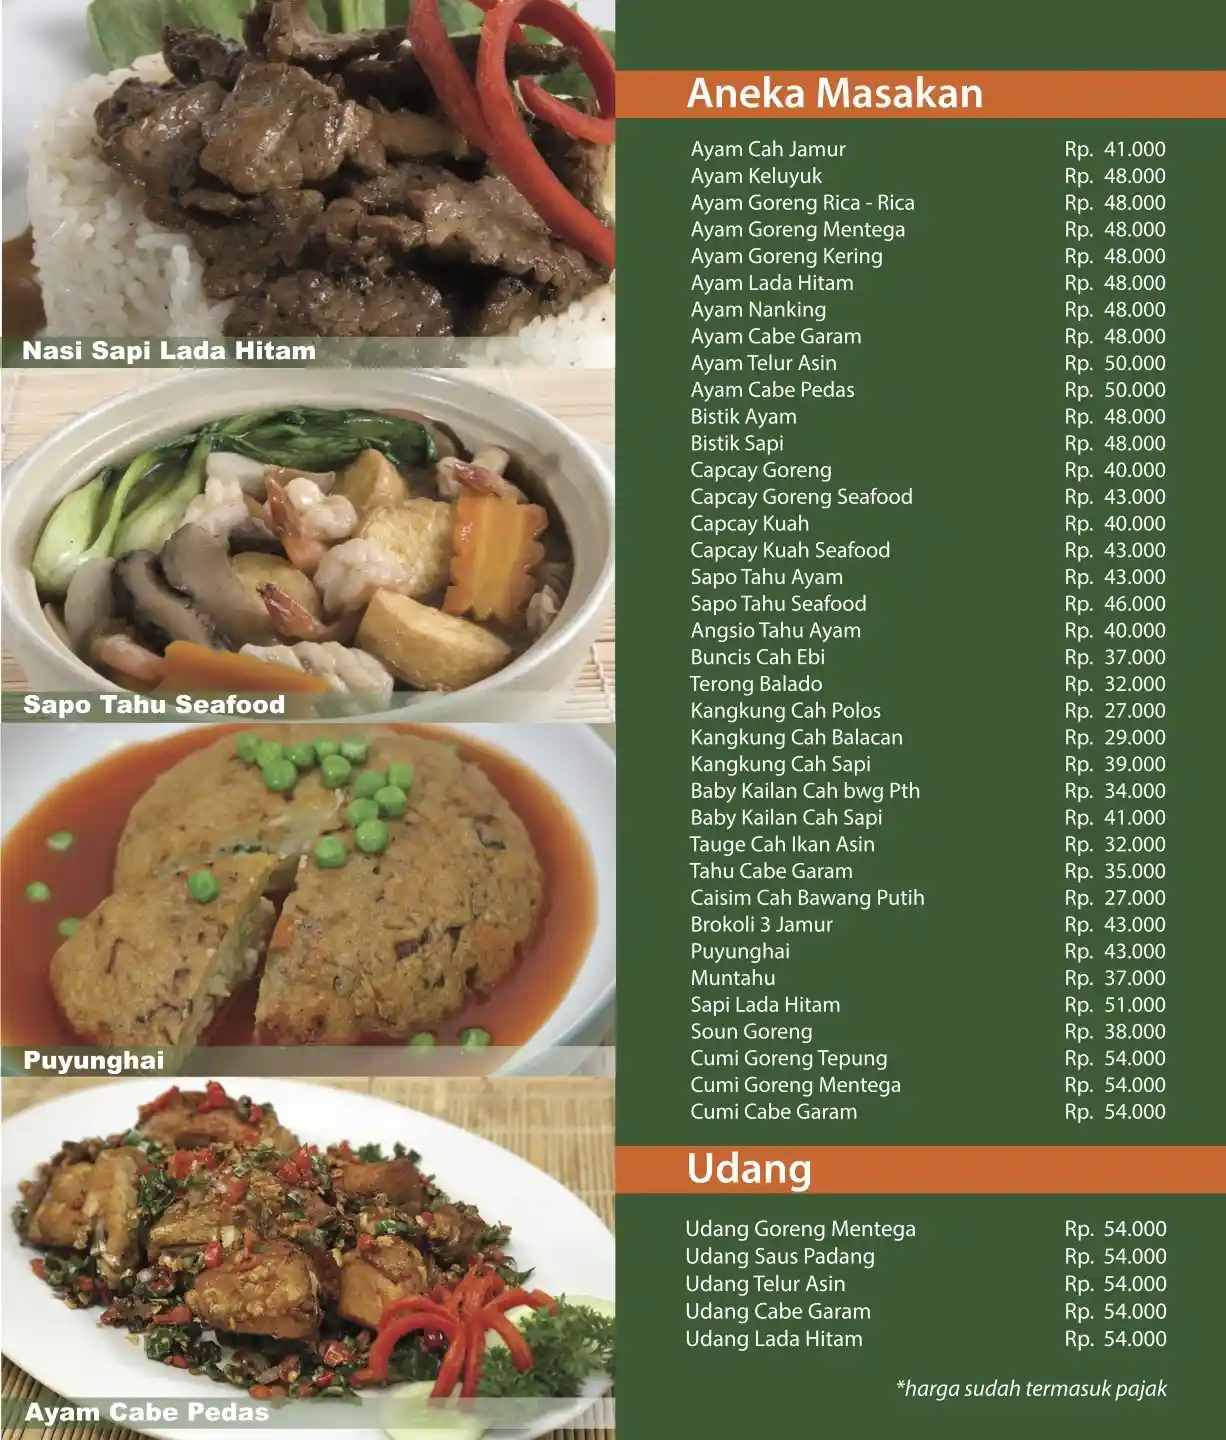 Nasi Sapi Lada Hitam
Sapo Tahu Seafood
Puyunghai
Ayam Cabe Pedas
Aneka Masakan
Ayam Cah Jamur Rp. 41.000
Ayam Keluyuk Rp. 48.000
Ayam Goreng Rica - Rica Rp. 48.000
Ayam Goreng Mentega Rp. 48.000
Ayam Goreng Kering Rp. 48.000
Ayam Lada Hitam Rp. 48.000
Ayam Nanking Rp. 48.000
Ayam Cabe Garam Rp. 48.000
Ayam Telur Asin Rp. 50.000
Ayam Cabe Pedas Rp. 50.000
Bistik Ayam Rp. 48.000
Bistik Sapi Rp. 48.000
Capcay Goreng Rp. 40.000
Capcay Goreng Seafood Rp. 43.000
Capcay Kuah Rp. 40.000
Capcay Kuah Seafood Rp. 43.000
Sapo Tahu Ayam Rp. 43.000
Sapo Tahu Seafood Rp. 46.000
Angsio Tahu Ayam Rp. 40.000
Buncis Cah Ebi Rp. 37.000
Terong Balado Rp. 32.000
Kangkung Cah Polos Rp. 27.000
Kangkung Cah Balacan Rp. 29.000
Kangkung Cah Sapi Rp. 39.000
Baby Kailan Cah bwg Pth Rp. 34.000
Baby Kailan Cah Sapi Rp. 41.000
Tauge Cah Ikan Asin Rp. 32.000
Tahu Cabe Garam Rp. 35.000
Caisim Cah Bawang Putih Rp. 27.000
Brokoli 3 Jamur Rp. 43.000
Puyunghai Rp. 43.000
Muntahu Rp. 37.000
Sapi Lada Hitam Rp. 51.000
Soun Goreng Rp. 38.000
Cumi Goreng Tepung Rp. 54.000
Cumi Goreng Mentega Rp. 54.000
Cumi Cabe Garam Rp. 54.000
Udang
Udang Goreng Mentega Rp. 54.000
Udang Saus Padang Rp. 54.000
Udang Telur Asin Rp. 54.000
Udang Cabe Garam Rp. 54.000
Udang Lada Hitam Rp. 54.000
*harga sudah termasuk pajak